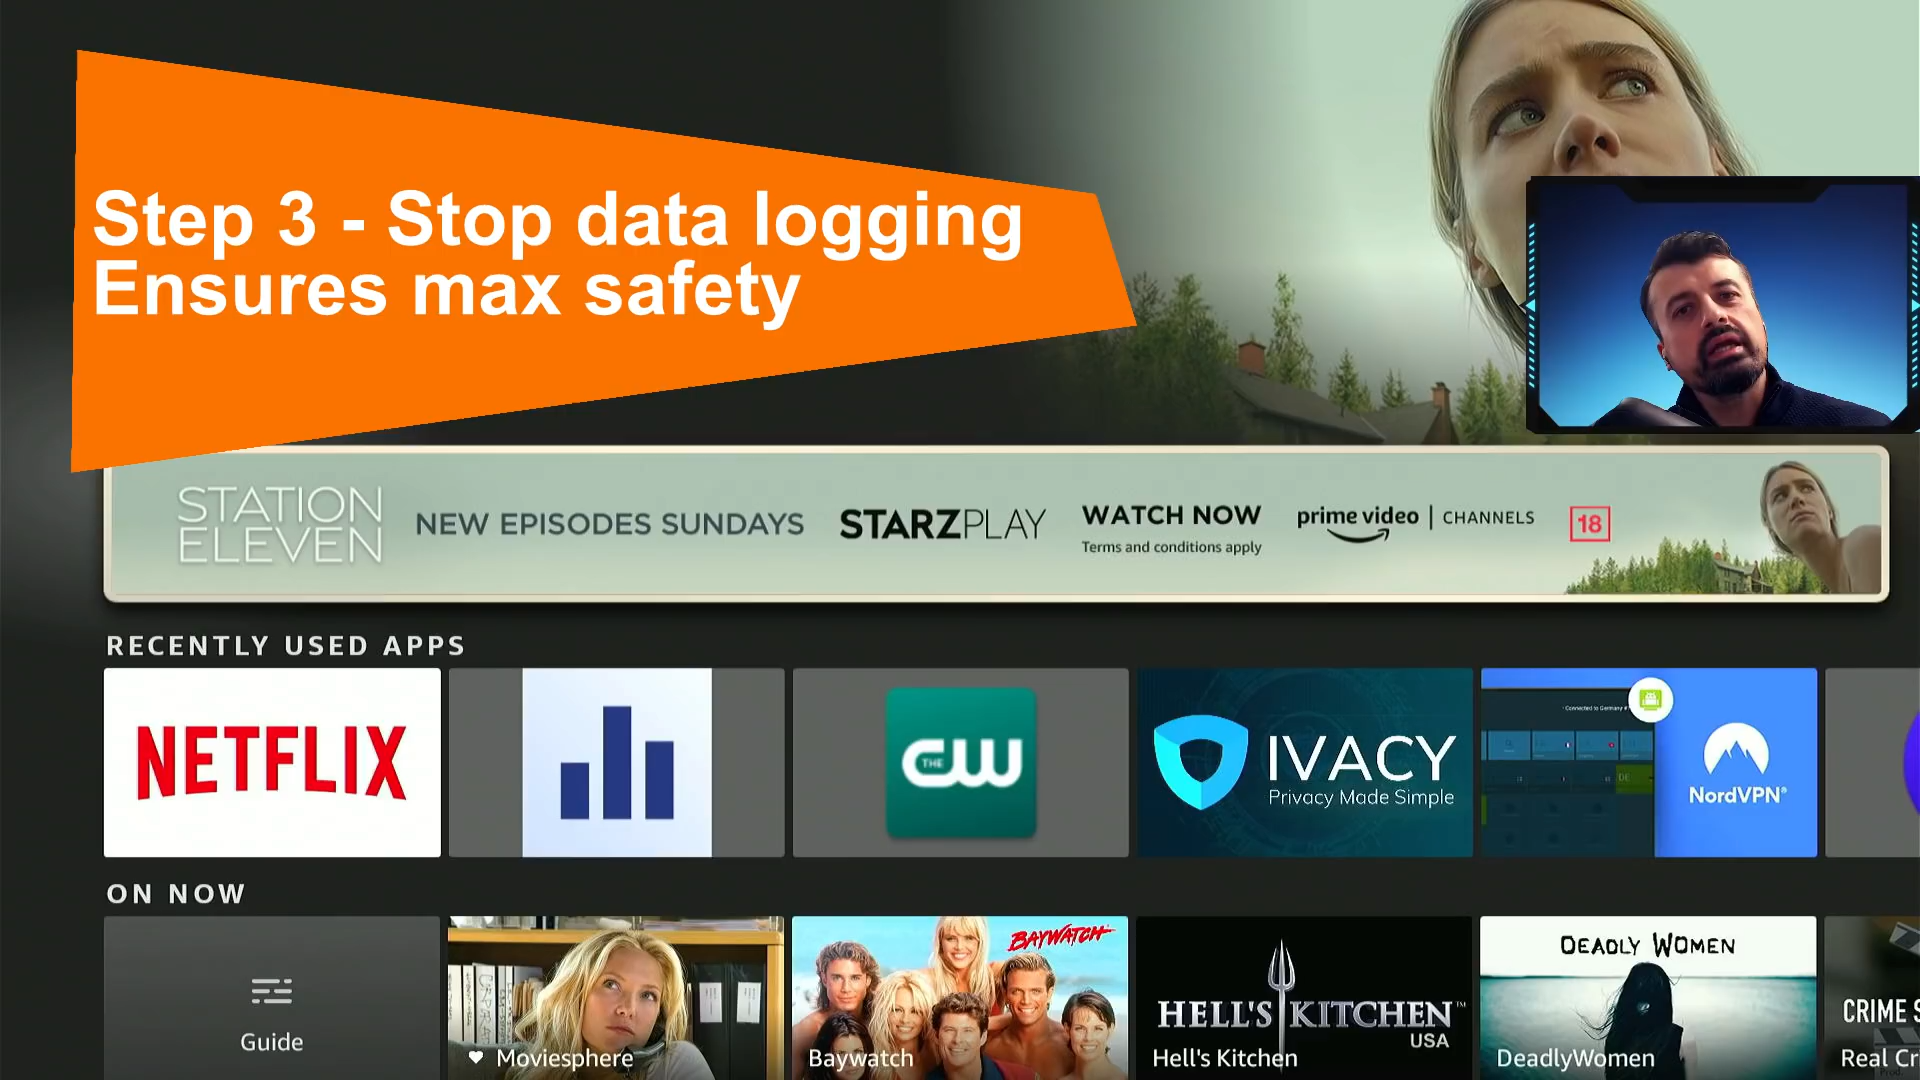 Step 3 - Stop data logging
Ensures max safety
STATION
ELEVEN
NEW EPISODES SUNDAYS
STARZPLAY
WATCH NOW
Terms and conditions apply
prime video | CHANNELS
18
RECENTLY USED APPS
NETFLIX
THE CW
IVACY
Privacy Made Simple
NordVPN®
ON NOW
Guide
Moviesphere
BAYWATCH
Baywatch
HELL'S KITCHEN™
USA
Hell's Kitchen
DEADLY WOMEN
DeadlyWomen
CRIME S
Real Cr